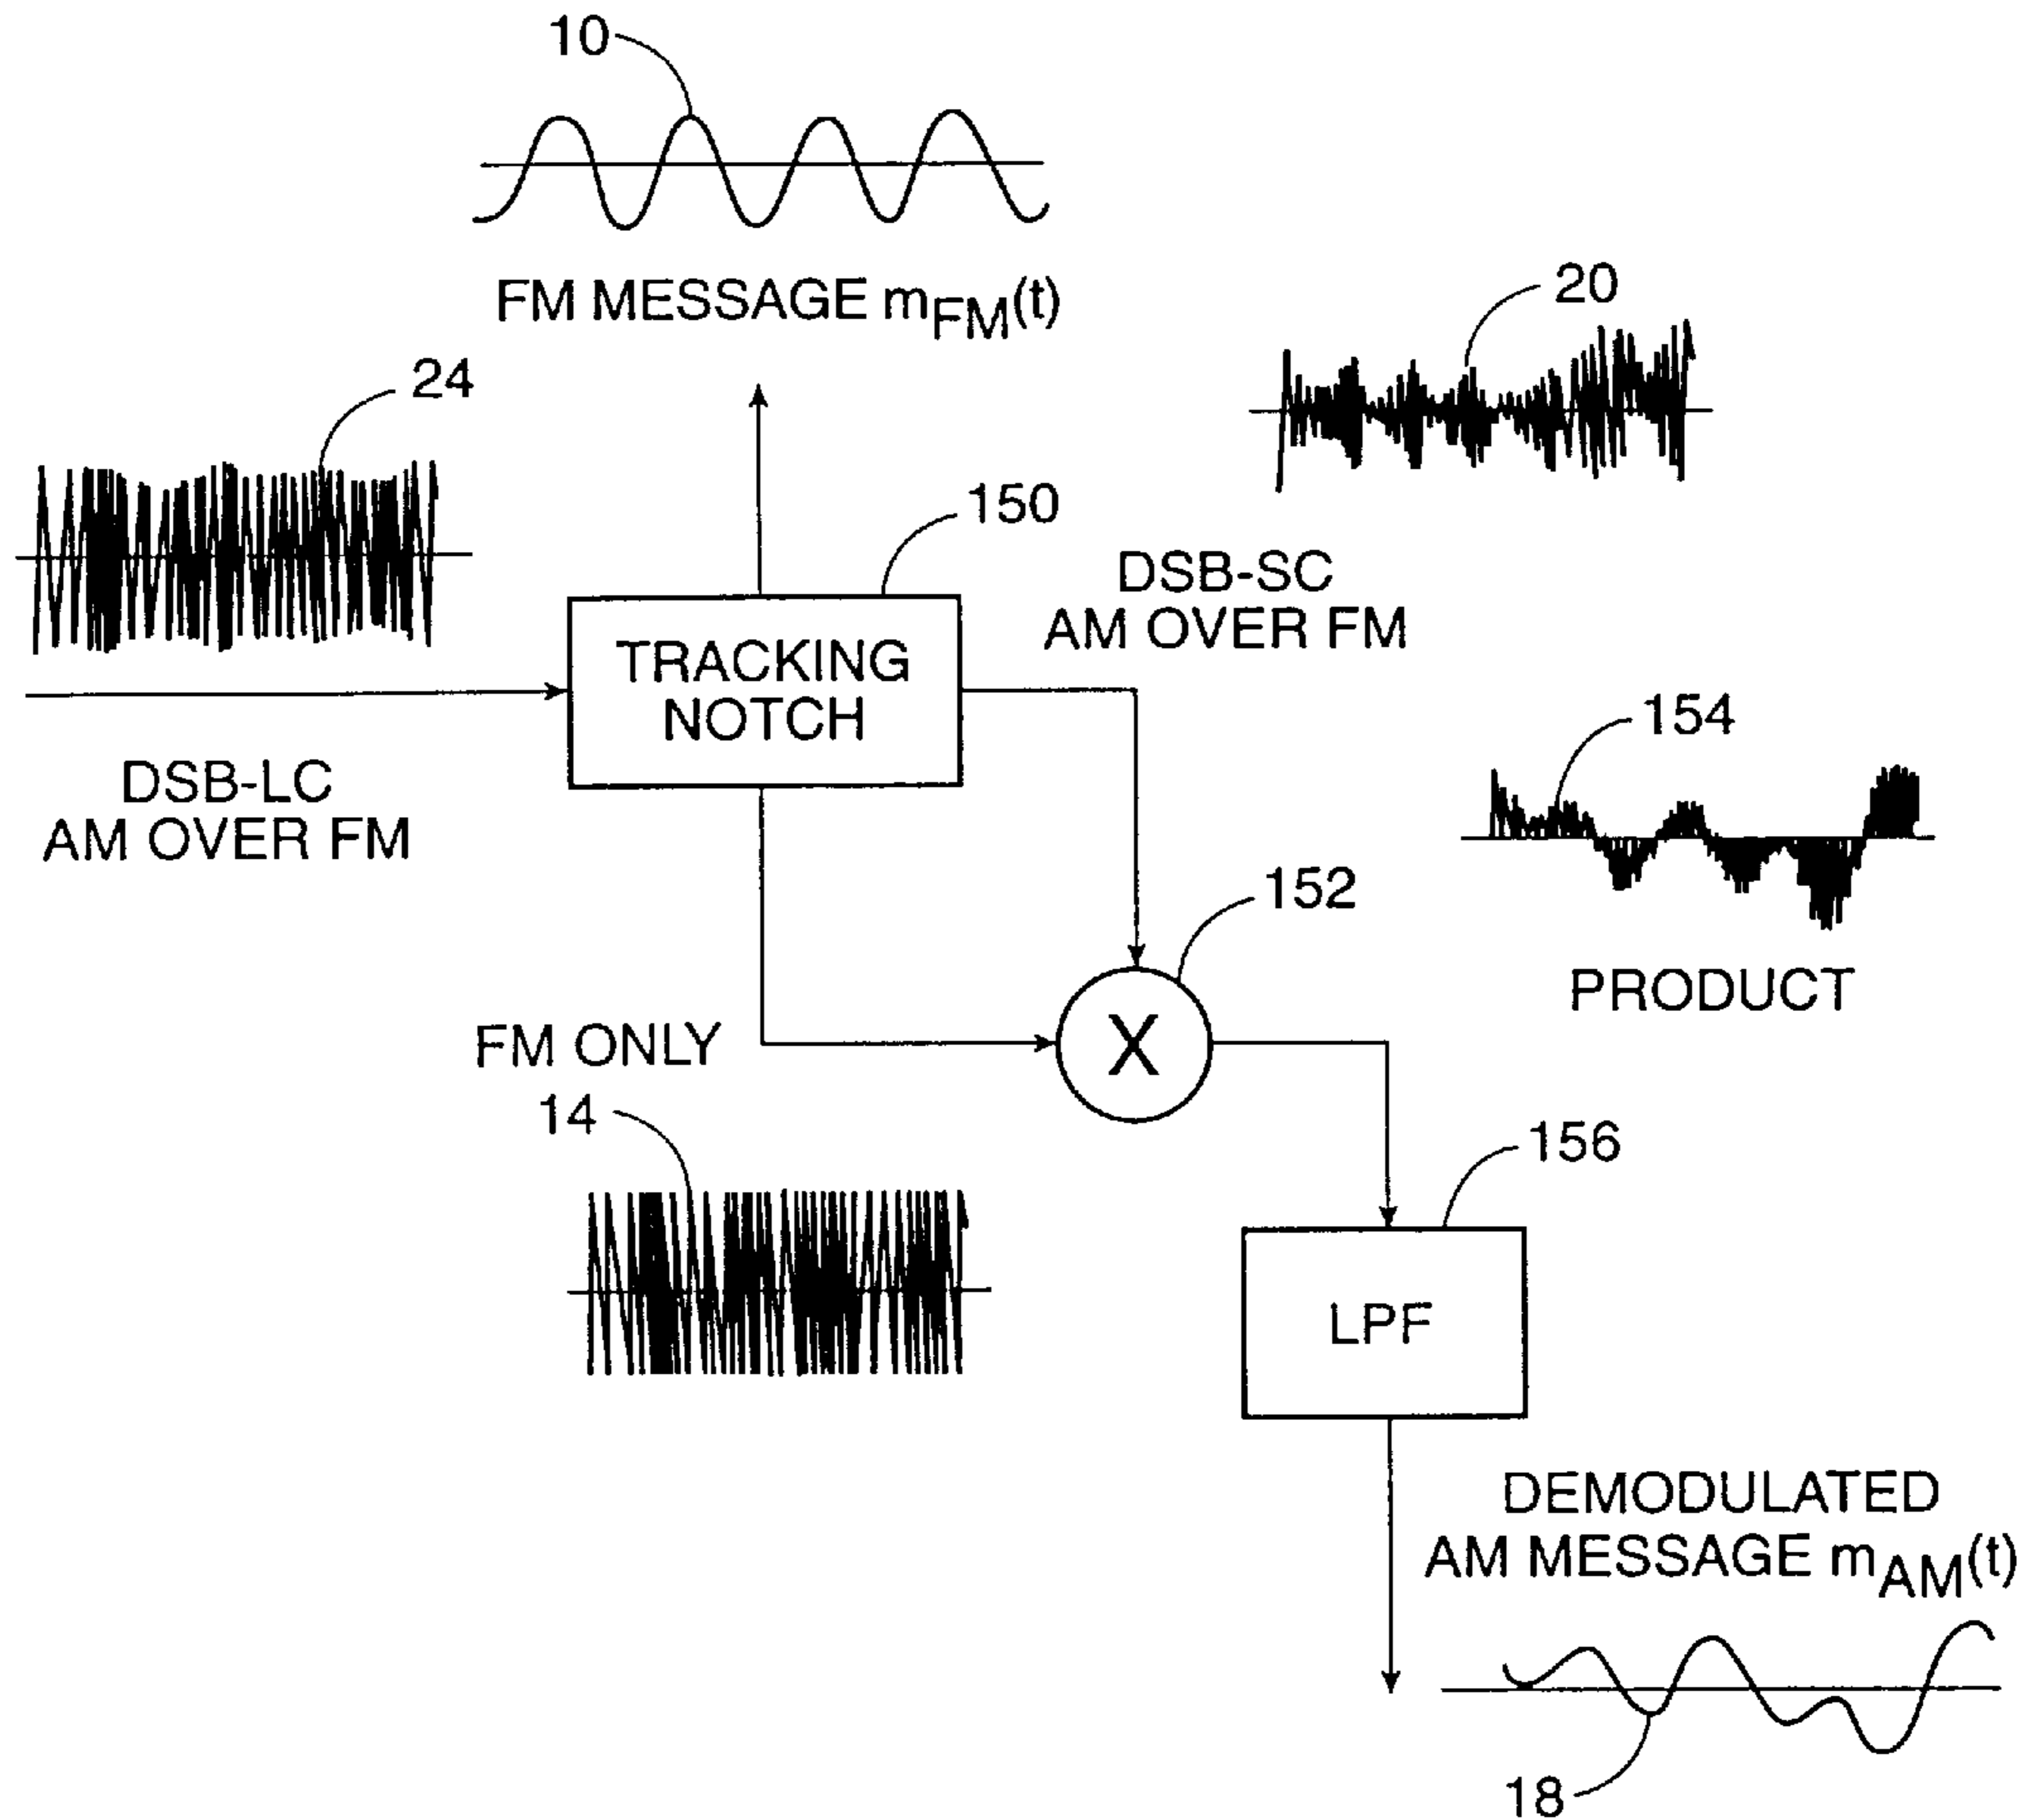 10
FM MESSAGE mFM(t)
20
24
150
DSB-SC
AM OVER FM
TRACKING
NOTCH
154
DSB-LC
AM OVER FM
152
PRODUCT
FM ONLY
X
14
156
LPF
DEMODULATED
AM MESSAGE mAM(t)
18